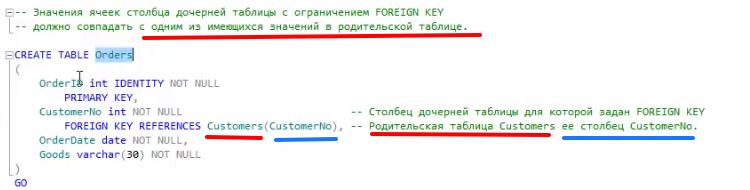 -- Значения ячеек столбца дочерней таблицы с ограничением FOREIGN KEY
-- должно совпадать с одним из имеющихся значений в родительской таблице.
CREATE TABLE Orders
(
OrderID int IDENTITY NOT NULL
PRIMARY KEY,
CustomerNo int NOT NULL -- Столбец дочерней таблицы для которой задан FOREIGN KEY
FOREIGN KEY REFERENCES Customers(CustomerNo), -- Родительская таблица Customers ее столбец CustomerNo.
OrderDate date NOT NULL,
Goods varchar(30) NOT NULL
)
GO